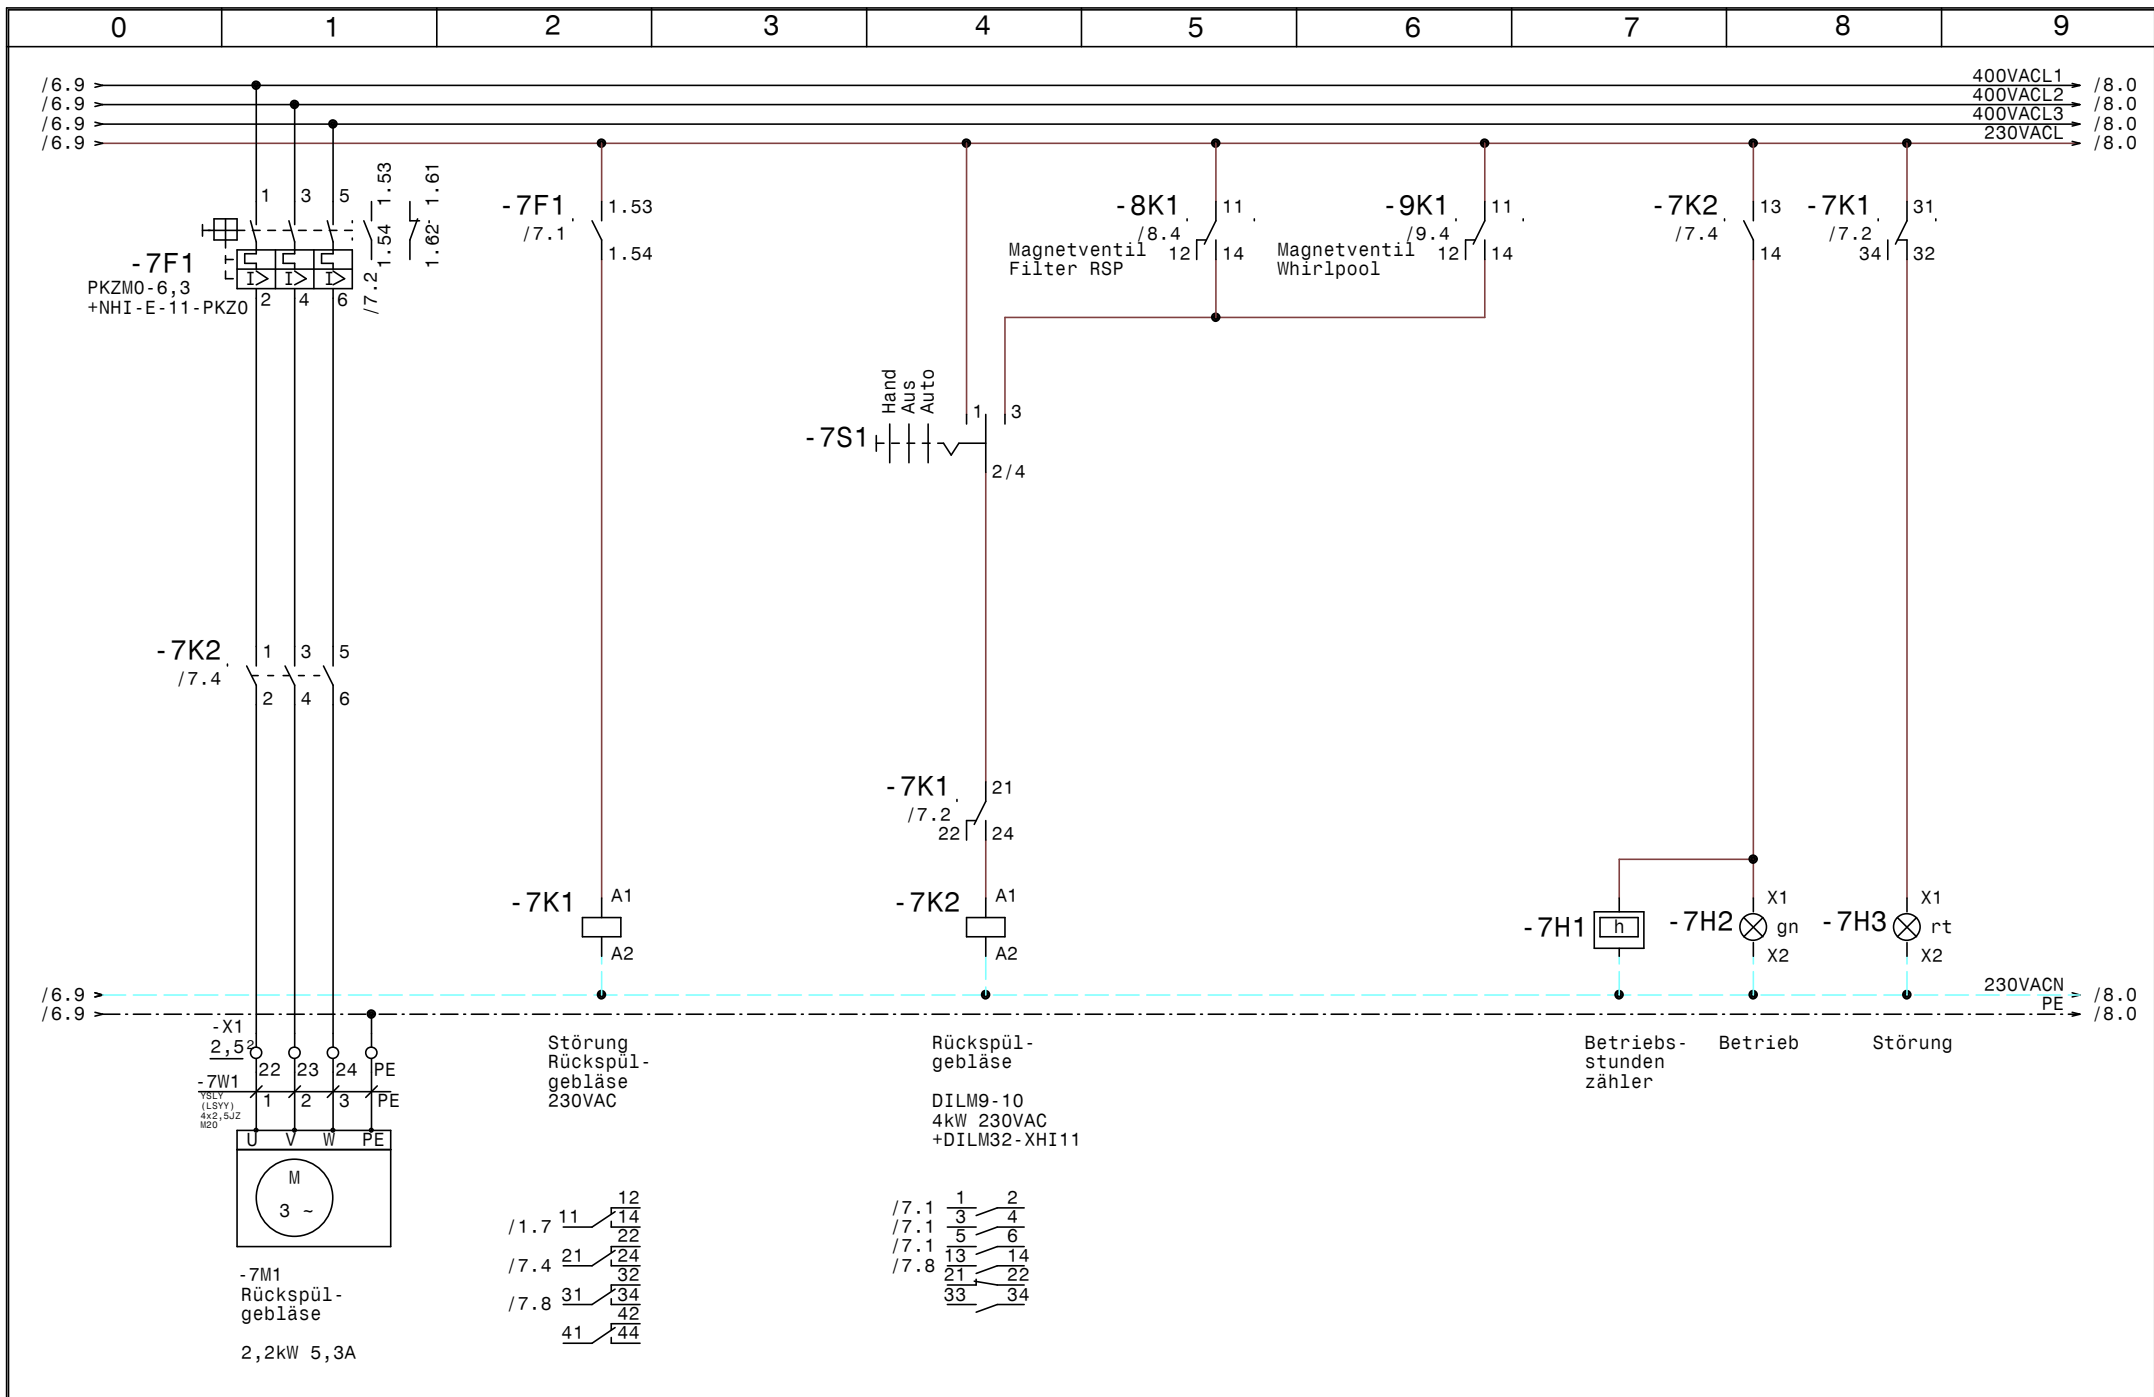 0 1 2 3 4 5 6 7 8 9
/6.9 400VACL1 /8.0
/6.9 400VACL2 /8.0
/6.9 400VACL3 /8.0
/6.9 230VACL /8.0
1 3 5
1.53
1.54
1.61
1.62
/7.2
-7F1
PKZM0-6,3
+NHI-E-11-PKZ0
I> I> I>
2 4 6
-7F1
/7.1
1.53
1.54
-8K1
/8.4
11
12 14
Magnetventil
Filter RSP
-9K1
/9.4
11
12 14
Magnetventil
Whirlpool
-7K2
/7.4
13
14
-7K1
/7.2
31
34 32
Hand
Aus
Auto
-7S1
1 3
2/4
-7K2
/7.4
1 3 5
2 4 6
-7K1
/7.2
21
22 24
-7K1
A1
A2
-7K2
A1
A2
-7H1
h
-7H2
X1
gn
X2
-7H3
X1
rt
X2
/6.9 230VACN /8.0
/6.9 PE /8.0
-X1
2,5²
22 23 24 PE
-7W1
YSLY
(LSYY)
4x2,5JZ
M20
1 2 3 PE
U V W PE
M
3 ~
-7M1
Rückspül-
gebläse
2,2kW 5,3A
Störung
Rückspül-
gebläse
230VAC
Rückspül-
gebläse
DILM9-10
4kW 230VAC
+DILM32-XHI11
Betriebs-
stunden
zähler
Betrieb
Störung
12
/1.7 11 14
22
/7.4 21 24
32
/7.8 31 34
42
41 44
/7.1 1 2
/7.1 3 4
/7.1 5 6
/7.8 13 14
21 22
33 34